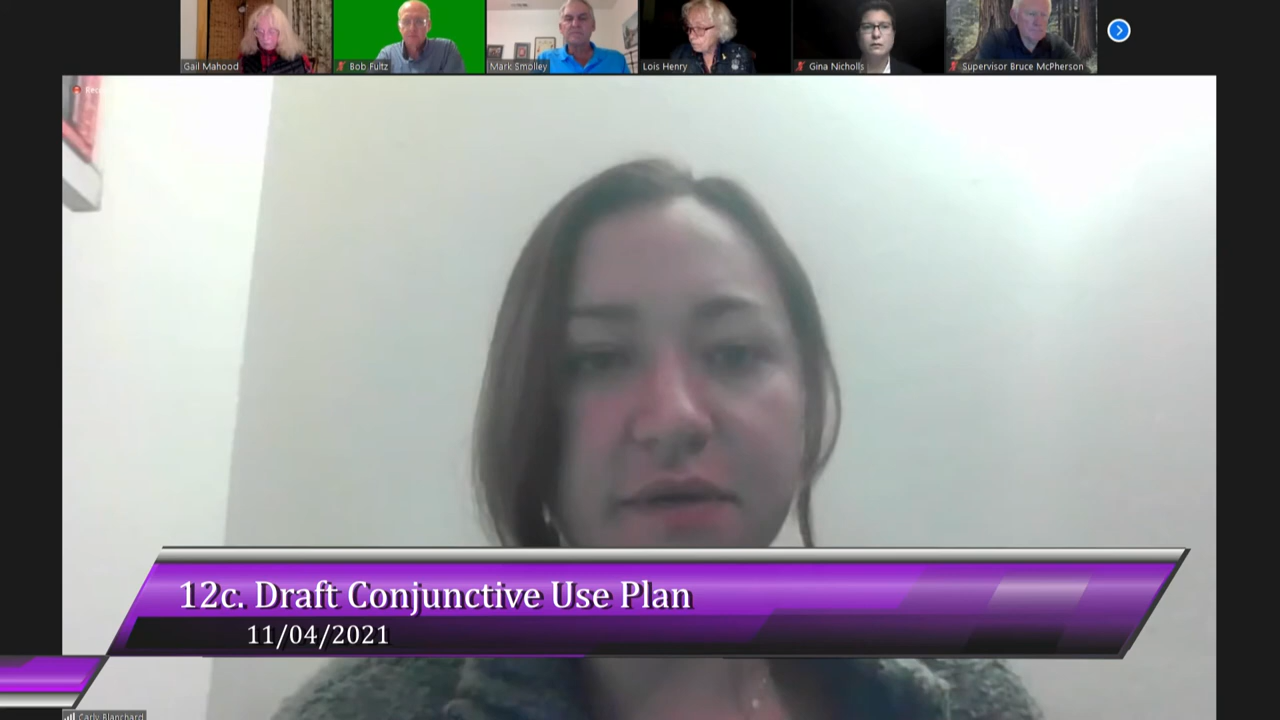 Gail Mahood
Bob Fultz
Mark Smolley
Lois Henry
Gina Nicholls
Supervisor Bruce McPherson
12c. Draft Conjunctive Use Plan
11/04/2021
Carly Blanchard